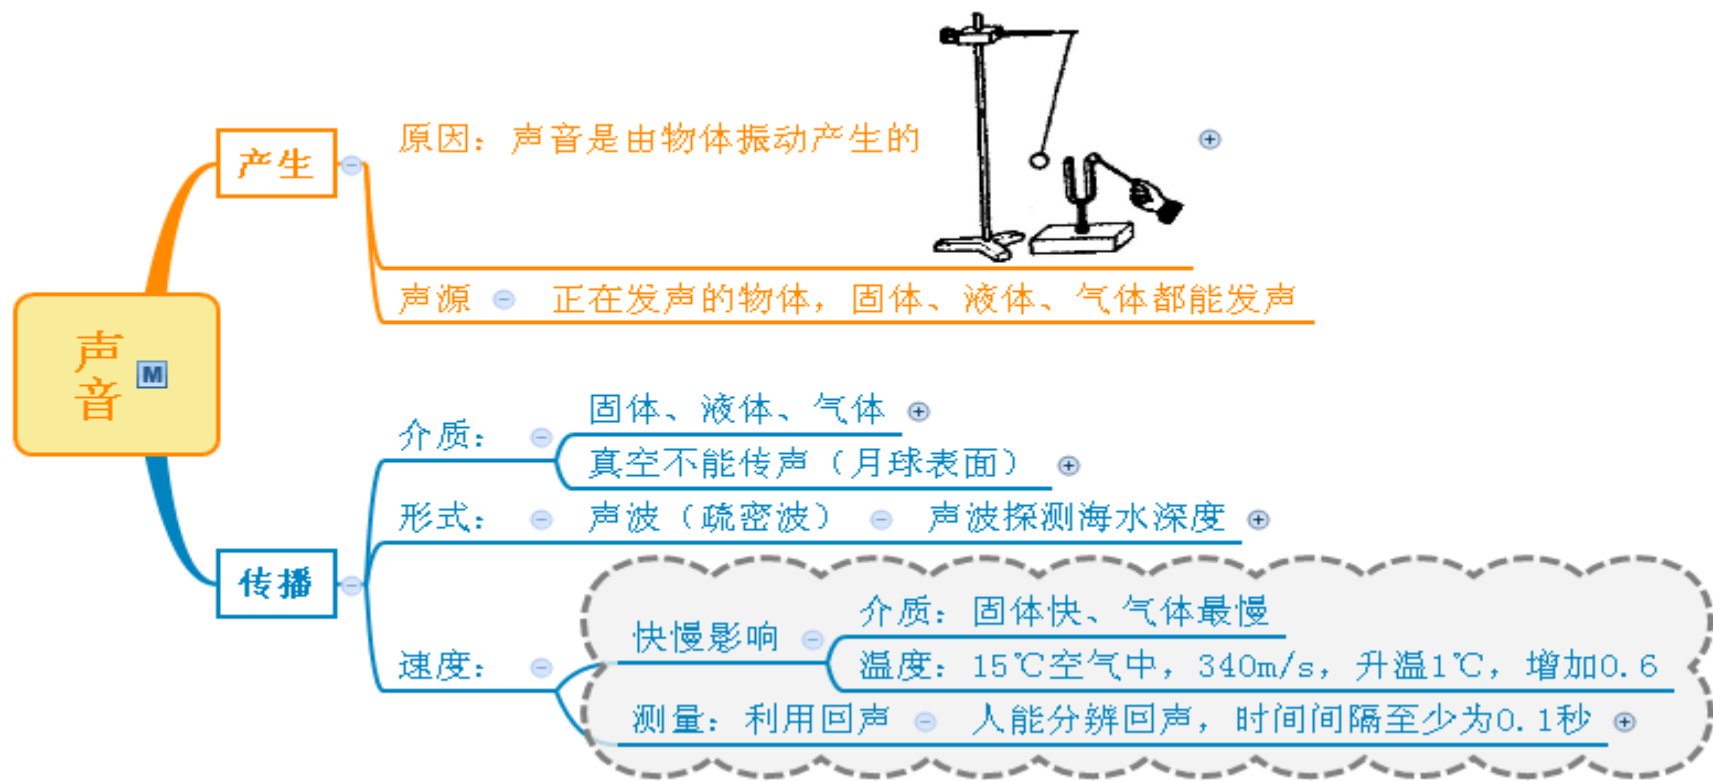 声音
M
产生
原因：声音是由物体振动产生的
声源
正在发声的物体，固体、液体、气体都能发声
传播
介质：
固体、液体、气体
真空不能传声（月球表面）
形式：
声波（疏密波）
声波探测海水深度
速度：
快慢影响
介质：固体快、气体最慢
温度：15℃空气中，340m/s，升温1℃，增加0.6
测量：利用回声
人能分辨回声，时间间隔至少为0.1秒